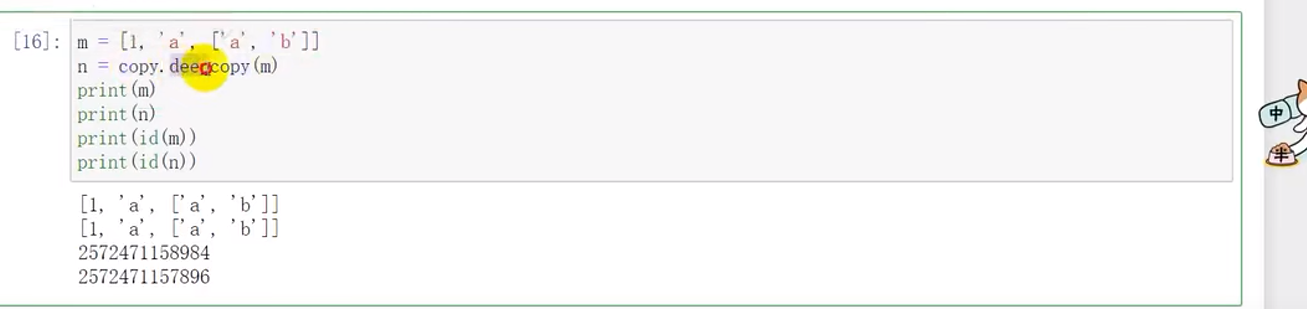 [16]: m = [1, 'a', ['a', 'b']]
n = copy.deepcopy(m)
print(m)
print(n)
print(id(m))
print(id(n))
[1, 'a', ['a', 'b']]
[1, 'a', ['a', 'b']]
2572471158984
2572471157896
中
半